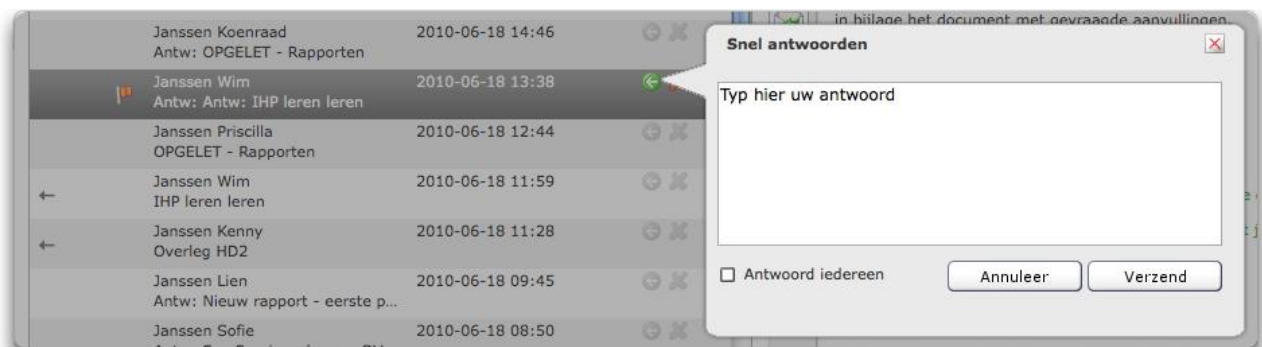 Janssen Koenraad 2010-06-18 14:46
Antw: OPGELET - Rapporten
Janssen Wim 2010-06-18 13:38
Antw: Antw: IHP leren leren
Janssen Priscilla 2010-06-18 12:44
OPGELET - Rapporten
Janssen Wim 2010-06-18 11:59
IHP leren leren
Janssen Kenny 2010-06-18 11:28
Overleg HD2
Janssen Lien 2010-06-18 09:45
Antw: Nieuw rapport - eerste p...
Janssen Sofie 2010-06-18 08:50
in bijlage het document met gevraagde aanvullingen.
Snel antwoorden
Typ hier uw antwoord
Antwoord iedereen
Annuleer Verzend